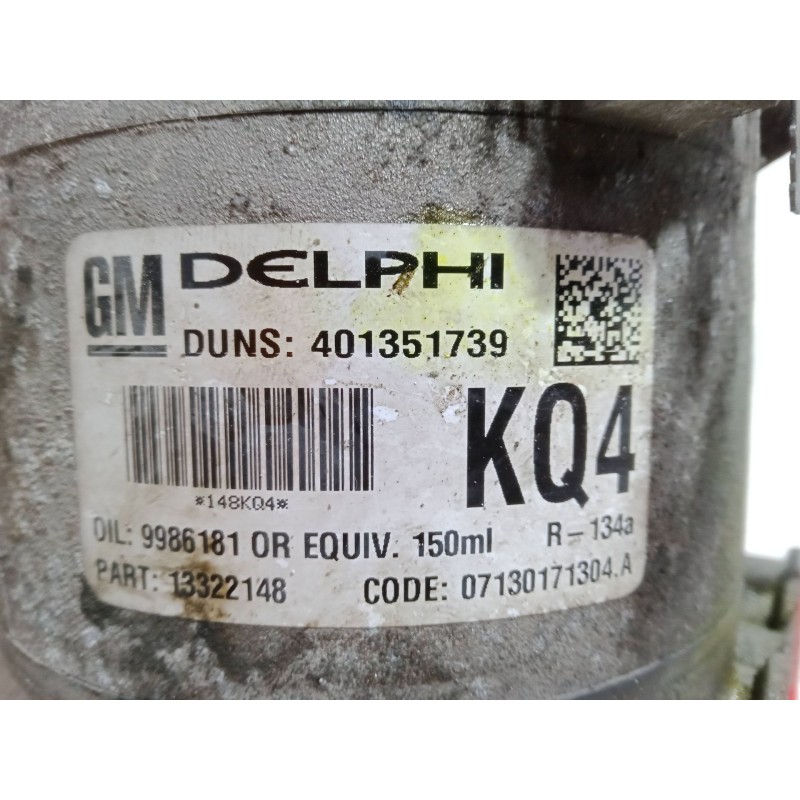 GM DELPHI
DUNS: 401351739
KQ4
*148KQ4*
OIL: 9986181 OR EQUIV. 150ml R-134a
PART: 13322148 CODE: 07130171304.A